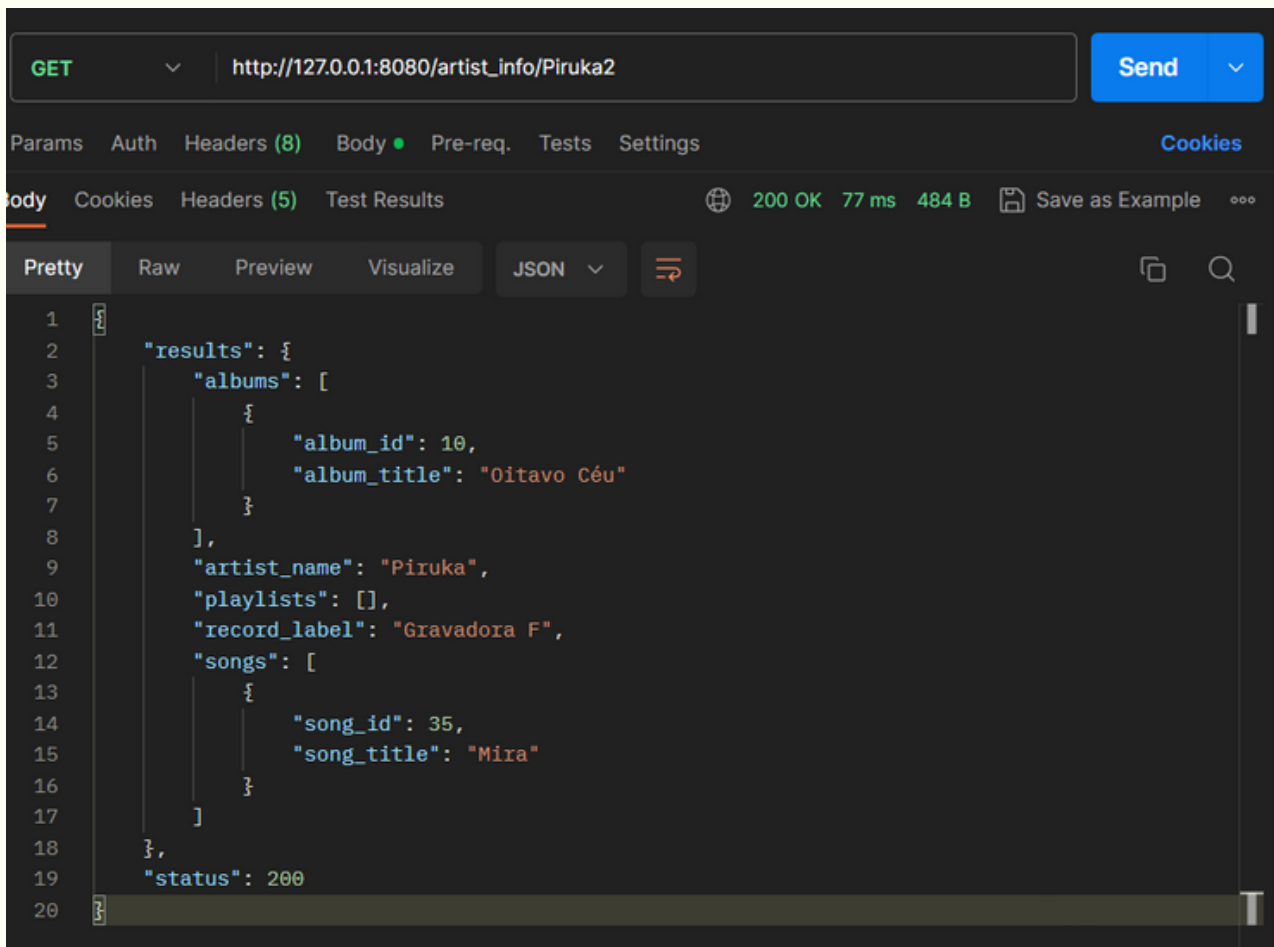 GET http://127.0.0.1:8080/artist_info/Piruka2 Send
Params Auth Headers (8) Body Pre-req. Tests Settings Cookies
Body Cookies Headers (5) Test Results 200 OK 77 ms 484 B Save as Example
Pretty Raw Preview Visualize JSON
1 {
2 "results": {
3 "albums": [
4 {
5 "album_id": 10,
6 "album_title": "Oitavo Céu"
7 }
8 ],
9 "artist_name": "Piruka",
10 "playlists": [],
11 "record_label": "Gravadora F",
12 "songs": [
13 {
14 "song_id": 35,
15 "song_title": "Mira"
16 }
17 ]
18 },
19 "status": 200
20 }